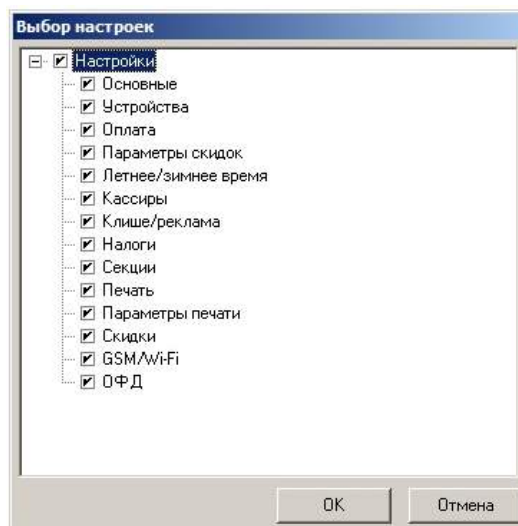 Выбор настроек
Настройки
Основные
Устройства
Оплата
Параметры скидок
Летнее/зимнее время
Кассиры
Клише/реклама
Налоги
Секции
Печать
Параметры печати
Скидки
GSM/Wi-Fi
ОФД
OK
Отмена